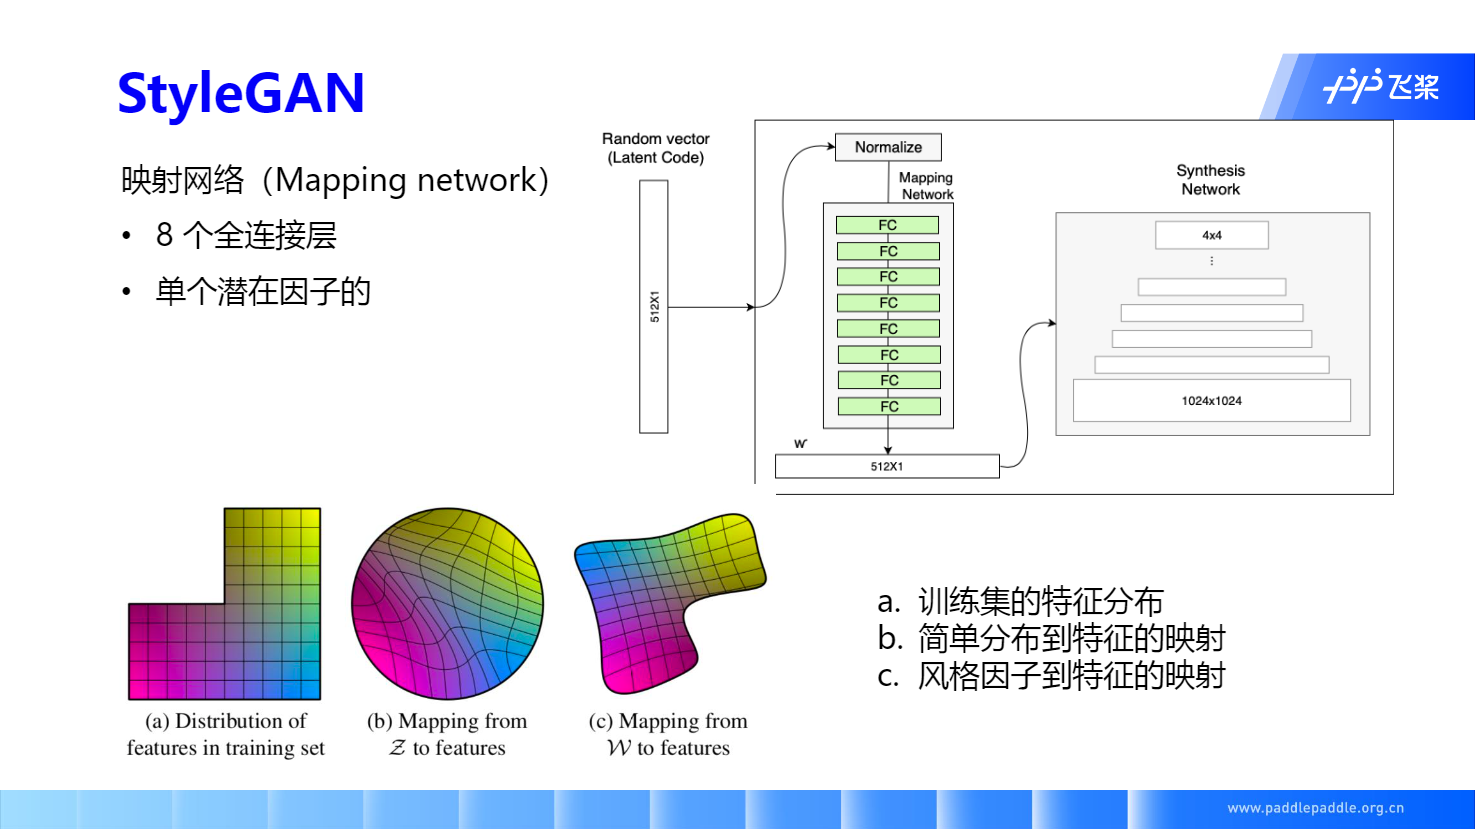 StyleGAN
飞桨
映射网络（Mapping network）
• 8 个全连接层
• 单个潜在因子的
Random vector
(Latent Code)
512X1
Normalize
Mapping
Network
FC
FC
FC
FC
FC
FC
FC
FC
w
512X1
Synthesis
Network
4x4
1024x1024
(a) Distribution of
features in training set
(b) Mapping from
𝒵 to features
(c) Mapping from
𝒲 to features
a. 训练集的特征分布
b. 简单分布到特征的映射
c. 风格因子到特征的映射
www.paddlepaddle.org.cn